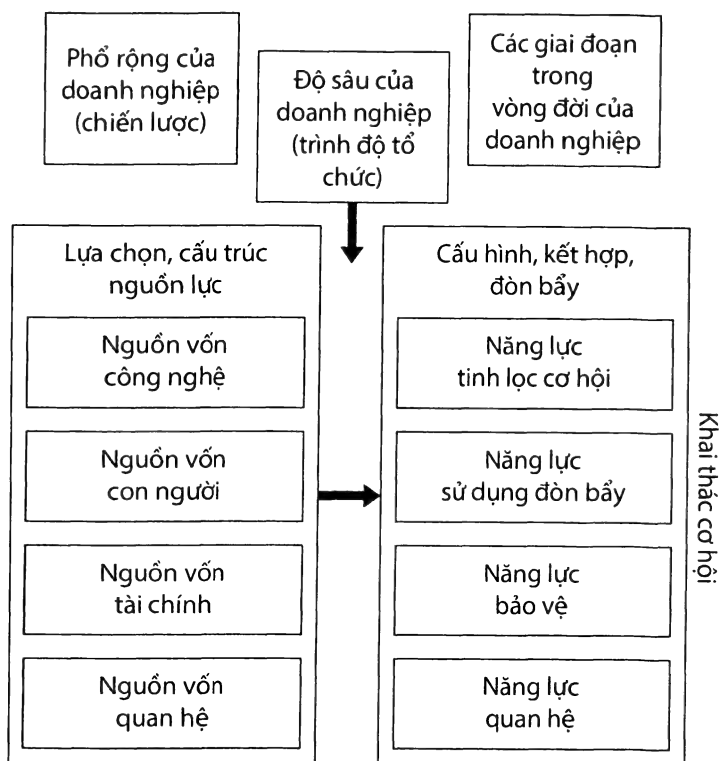 Phổ rộng của
doanh nghiệp
(chiến lược)
Độ sâu của
doanh nghiệp
(trình độ tổ
chức)
Các giai đoạn
trong
vòng đời của
doanh nghiệp
Lựa chọn, cấu trúc
nguồn lực
Nguồn vốn
công nghệ
Nguồn vốn
con người
Nguồn vốn
tài chính
Nguồn vốn
quan hệ
Cấu hình, kết hợp,
đòn bẩy
Năng lực
tinh lọc cơ hội
Năng lực
sử dụng đòn bẩy
Năng lực
bảo vệ
Năng lực
quan hệ
Khai thác cơ hội